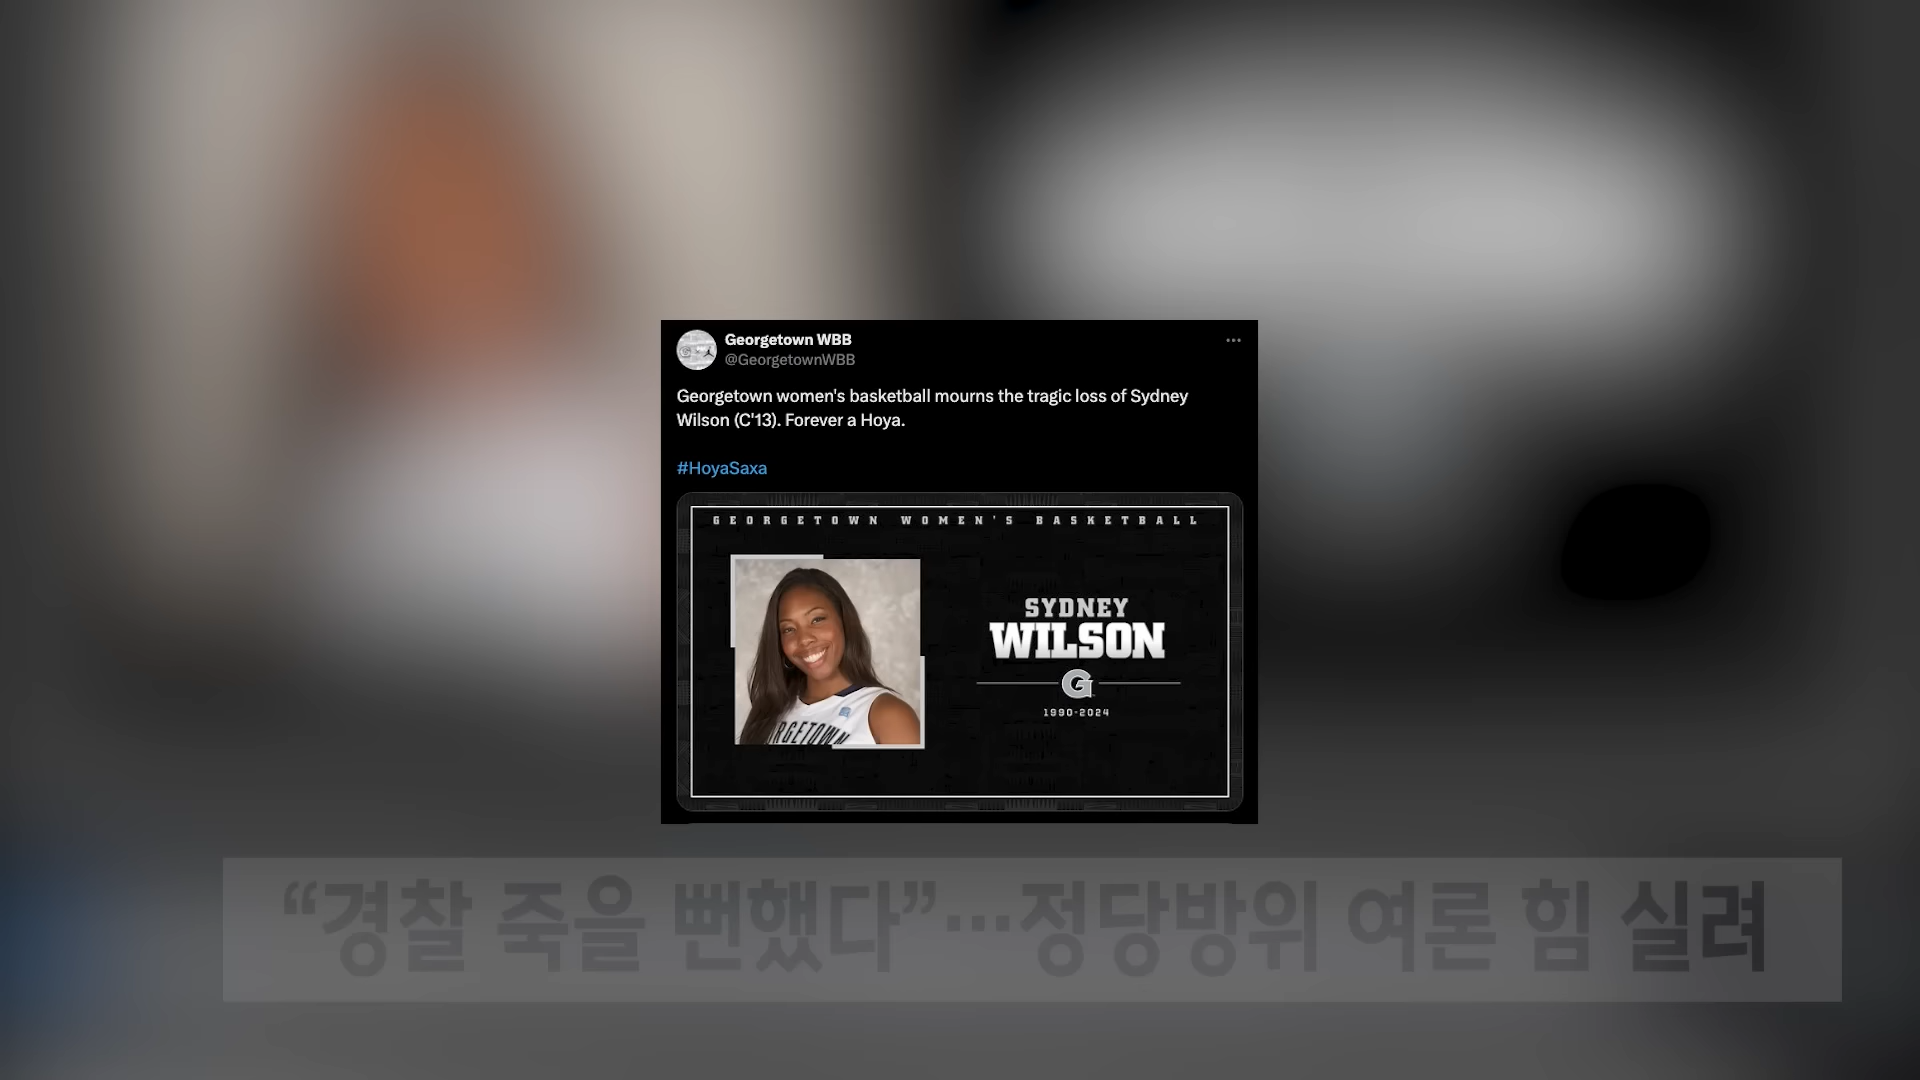 Georgetown WBB
@GeorgetownWBB
Georgetown women's basketball mourns the tragic loss of Sydney
Wilson (C'13). Forever a Hoya.
#HoyaSaxa
GEORGETOWN WOMEN'S BASKETBALL
RGETOWN
SYDNEY
WILSON
G
1990-2024
“경찰 죽을 뻔했다”…정당방위 여론 힘 실려